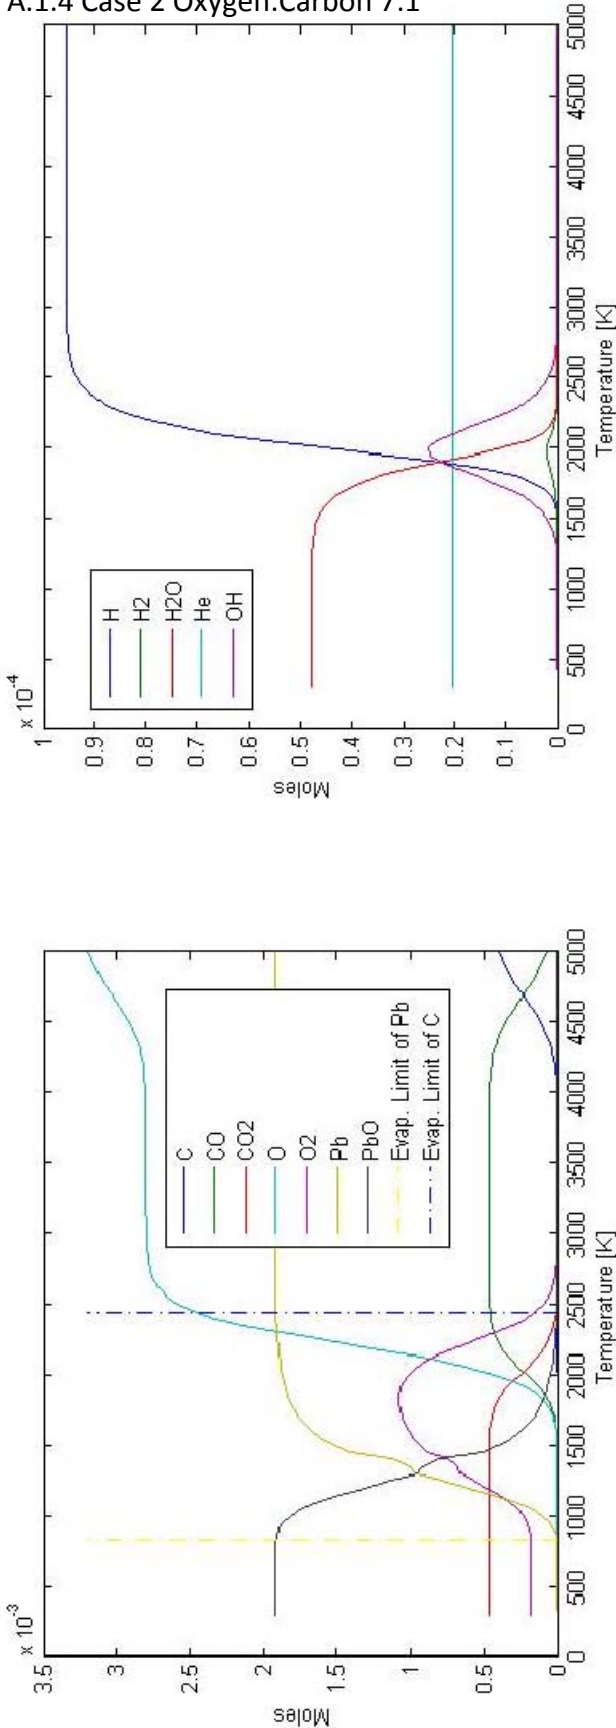 A.1.4 Case 2 Oxygen:Carbon 7:1
x 10-3
3.5
3
2.5
2
1.5
1
0.5
0
Moles
0
500
1000
1500
2000
2500
3000
3500
4000
4500
5000
Temperature [K]
C
CO
CO2
O
O2
Pb
PbO
Evap. Limit of Pb
Evap. Limit of C
x 10-4
1
0.9
0.8
0.7
0.6
0.5
0.4
0.3
0.2
0.1
0
Moles
0
500
1000
1500
2000
2500
3000
3500
4000
4500
5000
Temperature [K]
H
H2
H2O
He
OH